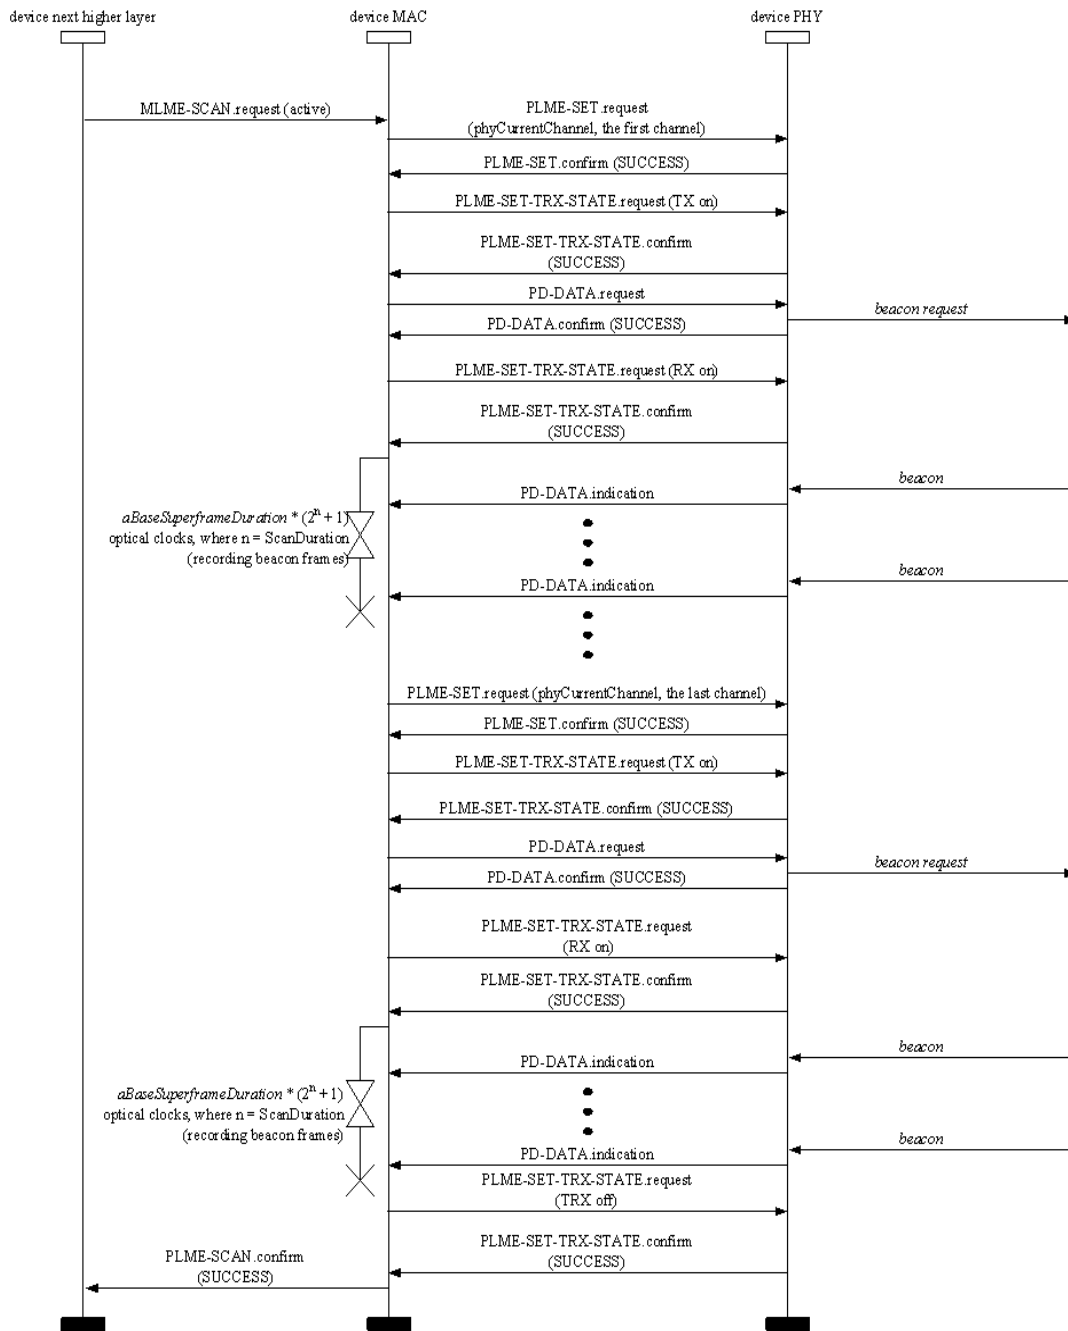 device next higher layer
device MAC
device PHY
MLME-SCAN.request (active)
PLME-SET.request
(phyCurrentChannel, the first channel)
PLME-SET.confirm (SUCCESS)
PLME-SET-TRX-STATE.request (TX on)
PLME-SET-TRX-STATE.confirm
(SUCCESS)
PD-DATA.request
beacon request
PD-DATA.confirm (SUCCESS)
PLME-SET-TRX-STATE.request (RX on)
PLME-SET-TRX-STATE.confirm
(SUCCESS)
beacon
PD-DATA.indication
aBaseSuperframeDuration * (2ⁿ + 1)
optical clocks, where n = ScanDuration
(recording beacon frames)
beacon
PD-DATA.indication
PLME-SET.request (phyCurrentChannel, the last channel)
PLME-SET.confirm (SUCCESS)
PLME-SET-TRX-STATE.request (TX on)
PLME-SET-TRX-STATE.confirm (SUCCESS)
PD-DATA.request
beacon request
PD-DATA.confirm (SUCCESS)
PLME-SET-TRX-STATE.request
(RX on)
PLME-SET-TRX-STATE.confirm
(SUCCESS)
beacon
PD-DATA.indication
aBaseSuperframeDuration * (2ⁿ + 1)
optical clocks, where n = ScanDuration
(recording beacon frames)
beacon
PD-DATA.indication
PLME-SET-TRX-STATE.request
(TRX off)
PLME-SET-TRX-STATE.confirm
(SUCCESS)
PLME-SCAN.confirm
(SUCCESS)